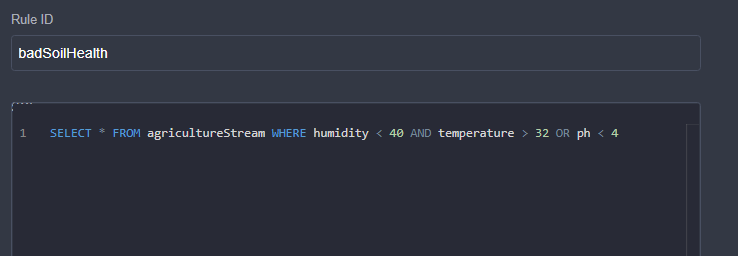 Rule ID
badSoilHealth
1 SELECT * FROM agricultureStream WHERE humidity < 40 AND temperature > 32 OR ph < 4